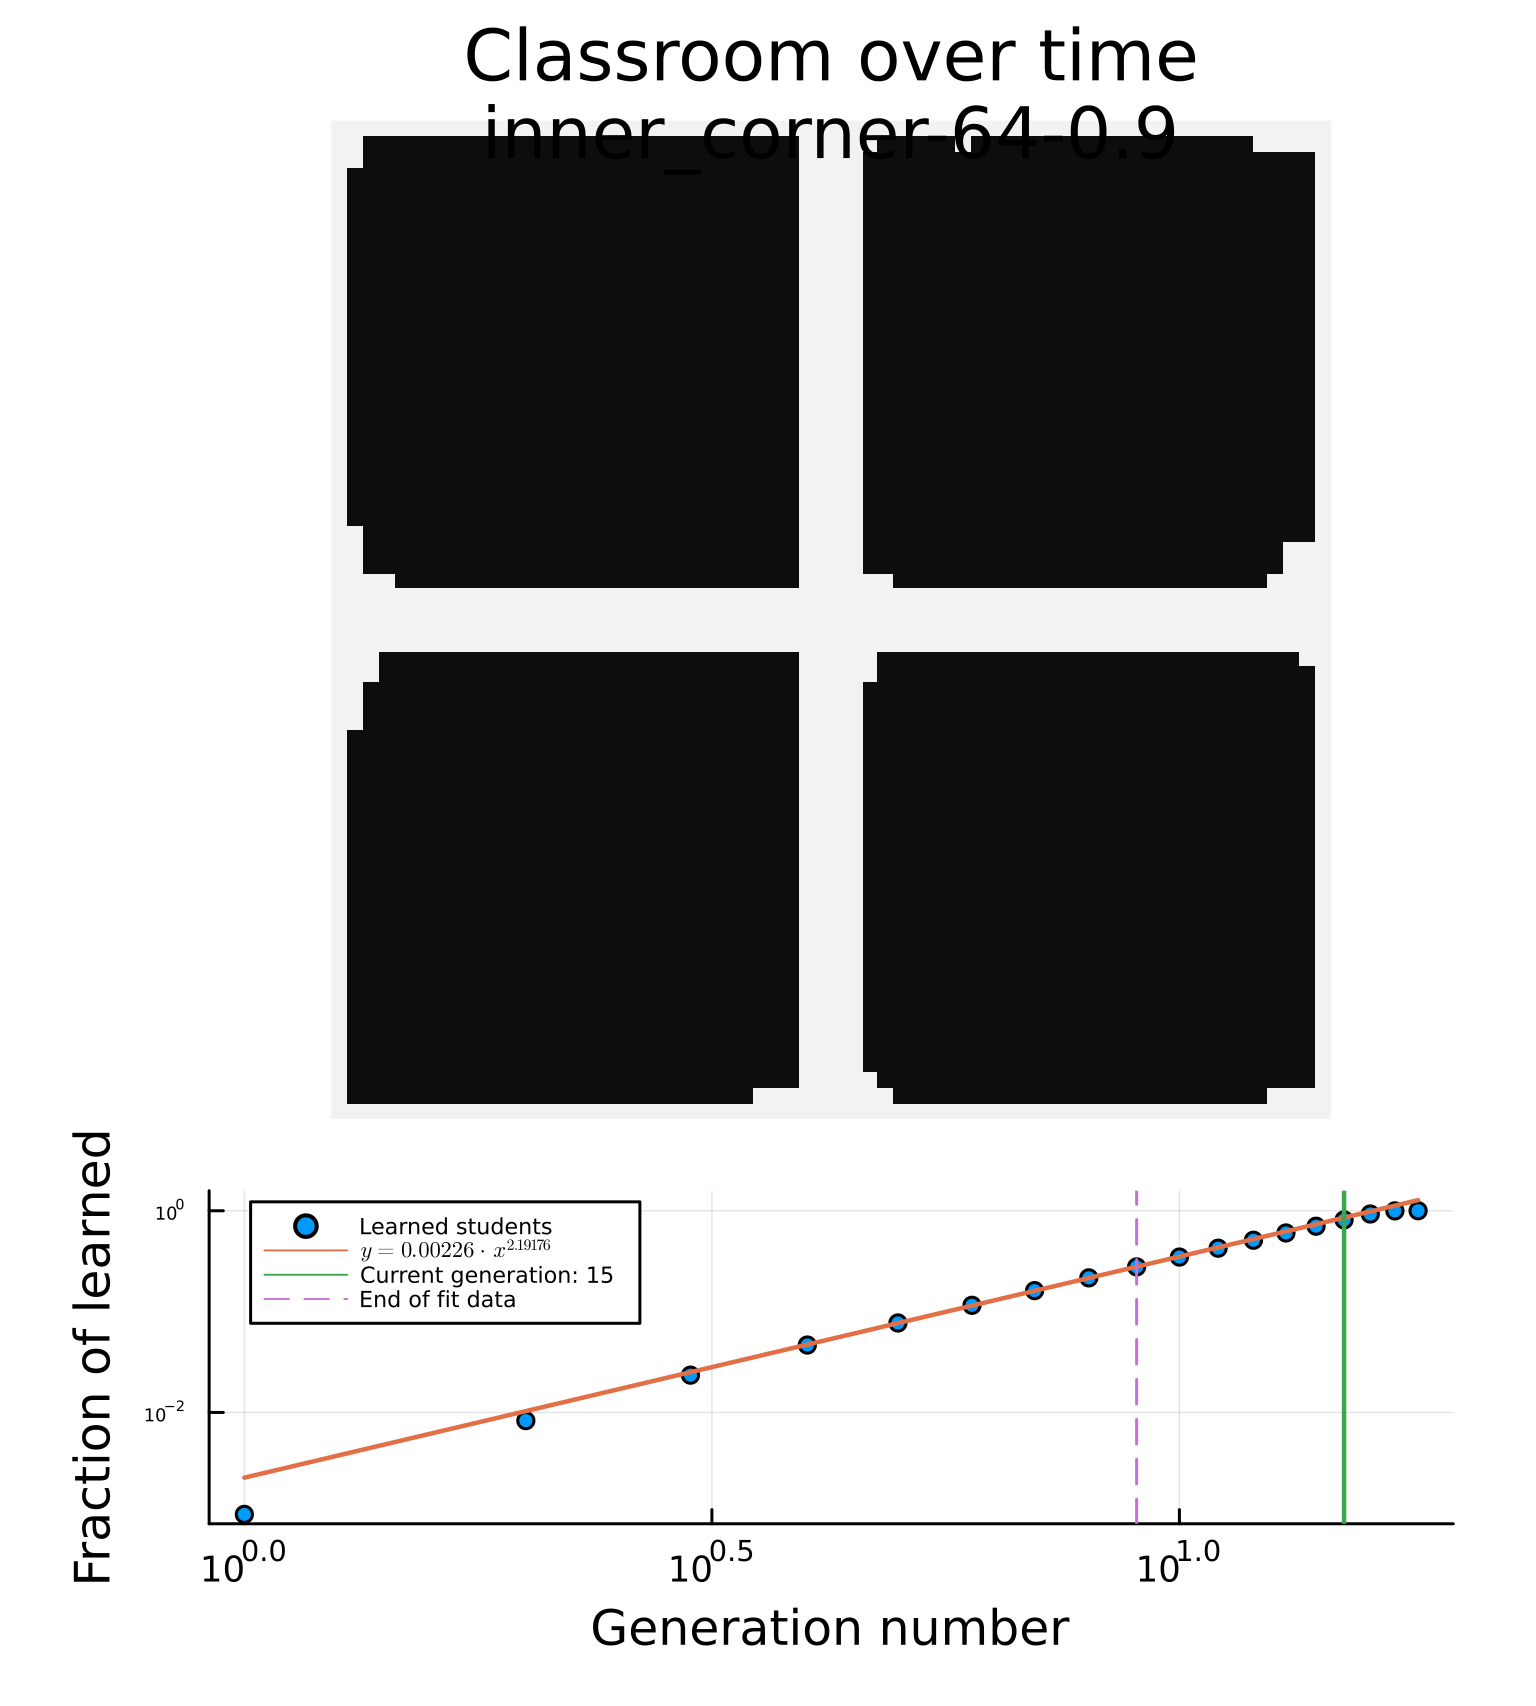 Classroom over time
inner_corner-64-0.9
Fraction of learned
10^0
10^−2
Learned students
y = 0.00226 · x^2.19176
Current generation: 15
End of fit data
10^0.0 10^0.5 10^1.0
Generation number